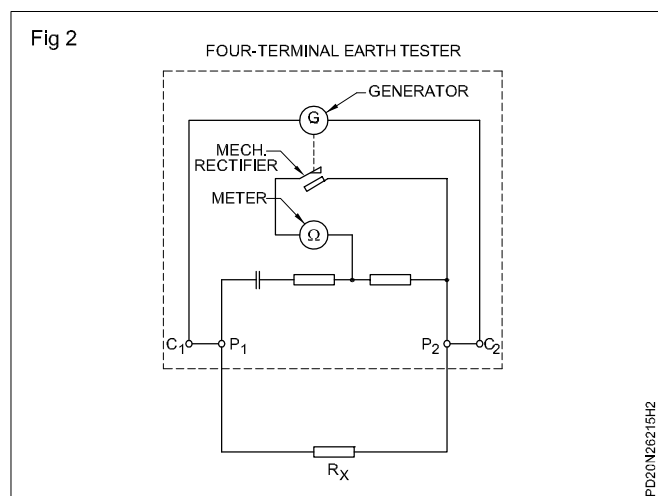 Fig 2
FOUR-TERMINAL EARTH TESTER
GENERATOR
G
MECH.
RECTIFIER
METER
Ω
C1 P1 P2 C2
RX
PD20N26215H2